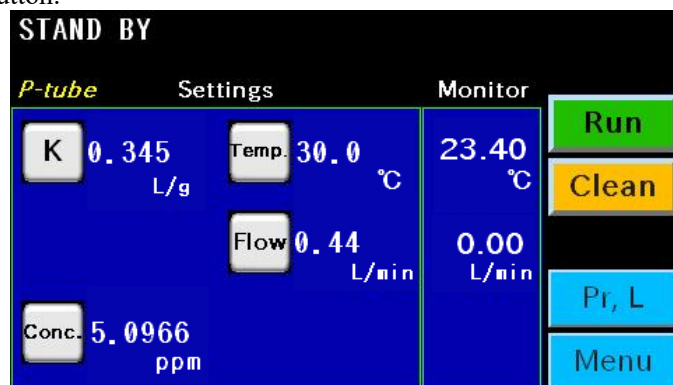 STAND BY
P-tube Settings Monitor
K 0.345 L/g Temp. 30.0 ℃ 23.40 ℃
Flow 0.44 L/min 0.00 L/min
Conc. 5.0966 ppm
Run
Clean
Pr, L
Menu